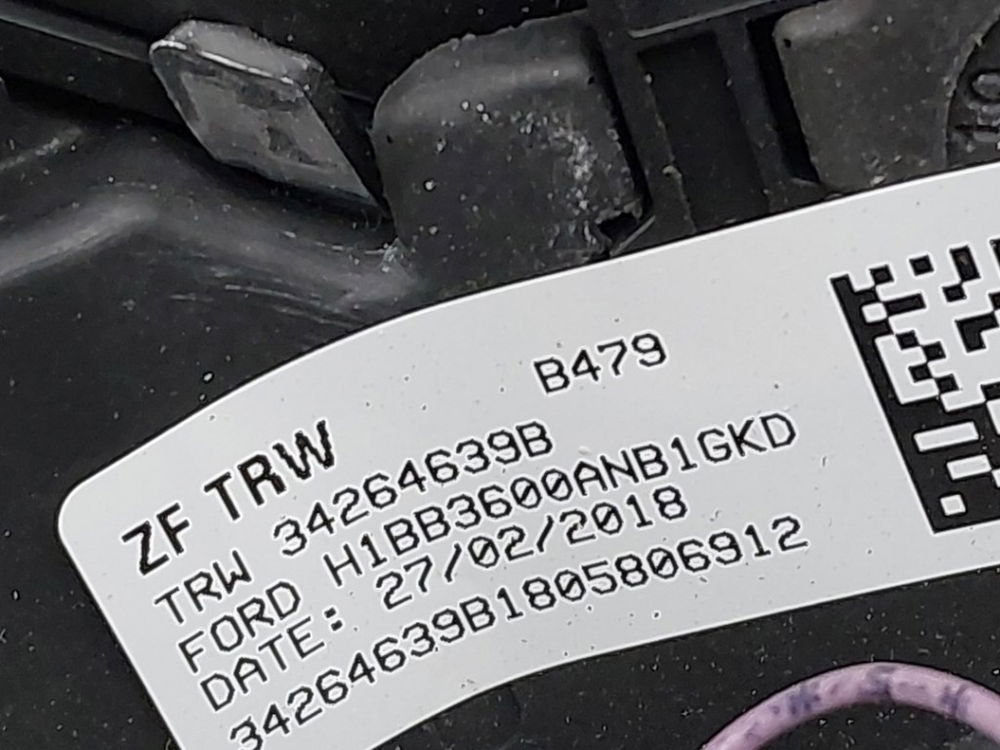 B479
ZF TRW
TRW 34264639B
FORD H1BB3600ANB1GKD
DATE: 27/02/2018
34264639B1805806912